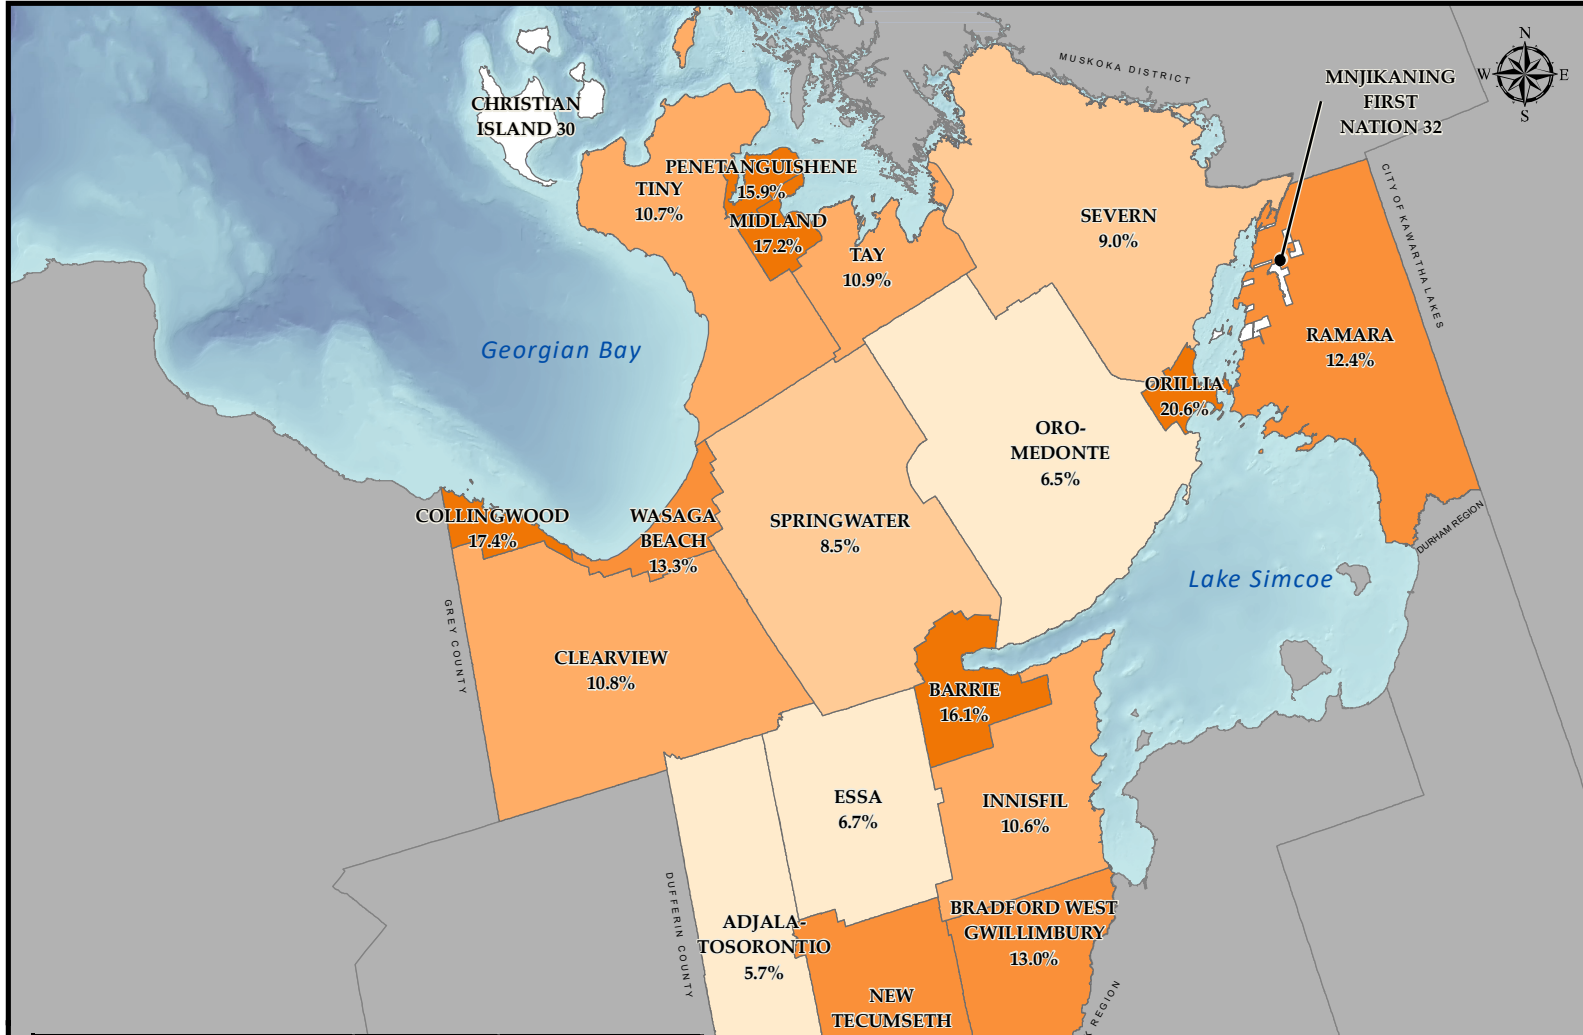 MUSKOKA DISTRICT
N
W
E
S
MNJIKANING
FIRST
NATION 32
CHRISTIAN
ISLAND 30
PENETANGUISHENE
15.9%
TINY
10.7%
MIDLAND
17.2%
TAY
10.9%
SEVERN
9.0%
CITY OF KAWARTHA LAKES
RAMARA
12.4%
Georgian Bay
ORILLIA
20.6%
ORO-
MEDONTE
6.5%
COLLINGWOOD
17.4%
WASAGA
BEACH
13.3%
SPRINGWATER
8.5%
DURHAM REGION
Lake Simcoe
GREY COUNTY
CLEARVIEW
10.8%
BARRIE
16.1%
ESSA
6.7%
INNISFIL
10.6%
DUFFERIN COUNTY
ADJALA-
TOSORONTIO
5.7%
BRADFORD WEST
GWILLIMBURY
13.0%
NEW
TECUMSETH
REGION